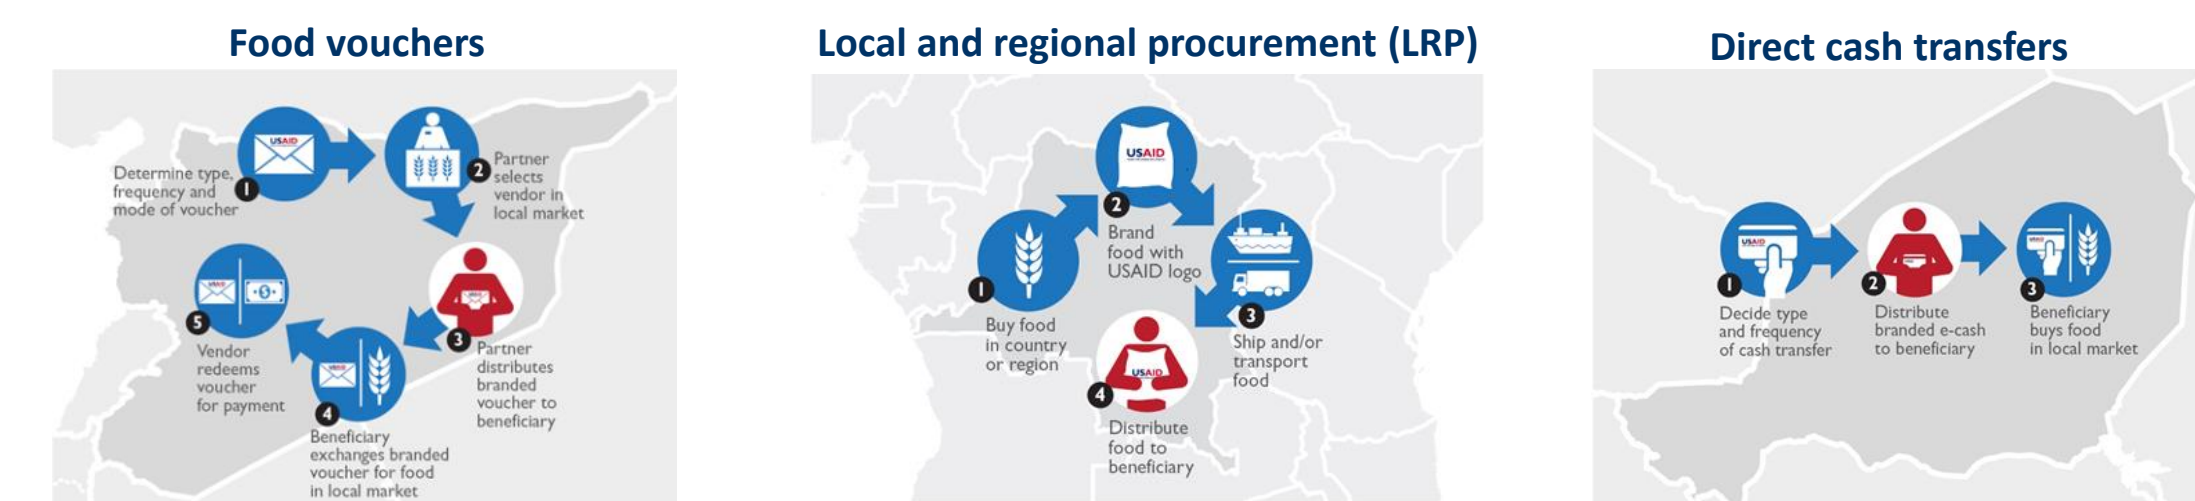 Food vouchers
USAID
1
Determine type,
frequency and
mode of voucher
2
Partner
selects
vendor in
local market
3
Partner
distributes
branded
voucher to
beneficiary
4
Beneficiary
exchanges branded
voucher for food
in local market
5
Vendor
redeems
voucher
for payment
Local and regional procurement (LRP)
1
Buy food
in country
or region
USAID
2
Brand
food with
USAID logo
3
Ship and/or
transport
food
USAID
4
Distribute
food to
beneficiary
Direct cash transfers
USAID
1
Decide type
and frequency
of cash transfer
2
Distribute
branded e-cash
to beneficiary
3
Beneficiary
buys food
in local market